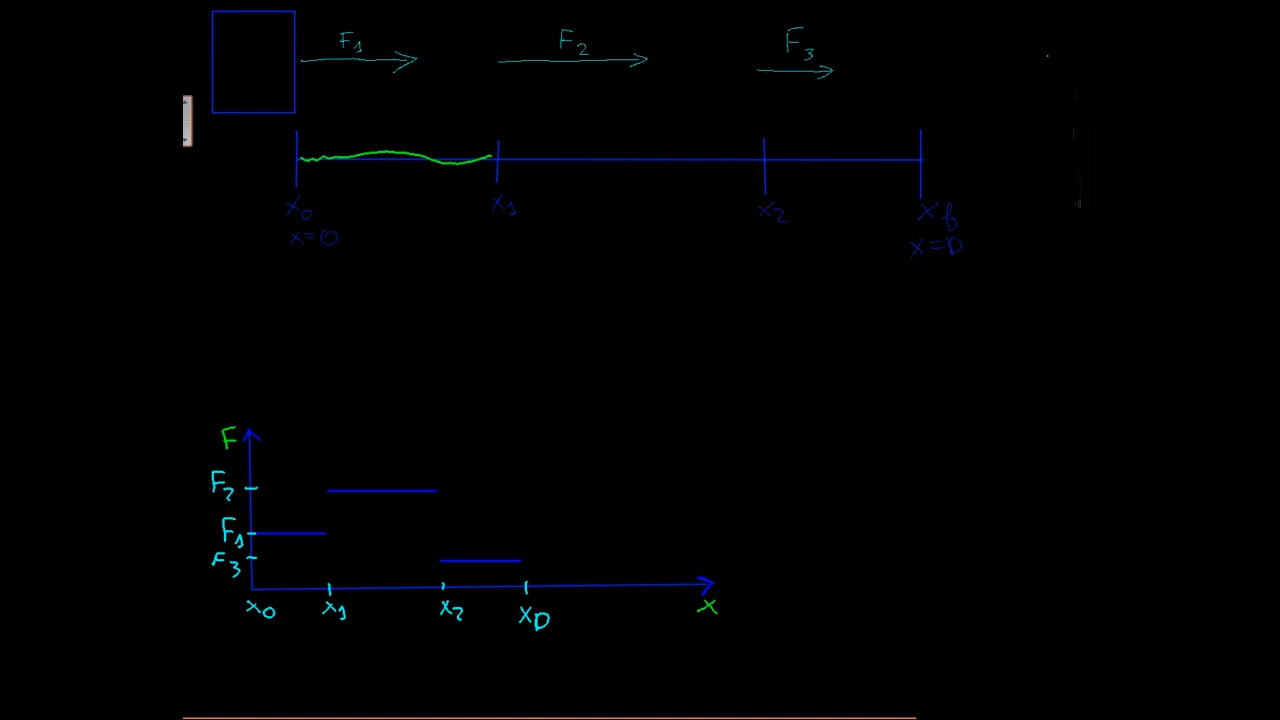 F1 F2 F3
x0 x1 x2 xf
x=0 x=D
F
F2
F1
F3
x0 x1 x2 xD x